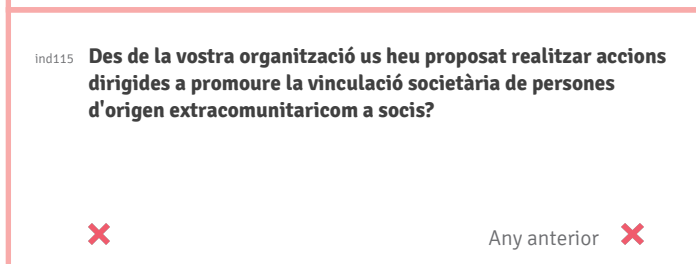 ind115 Des de la vostra organització us heu proposat realitzar accions
dirigides a promoure la vinculació societària de persones
d'origen extracomunitaricom a socis?
Any anterior